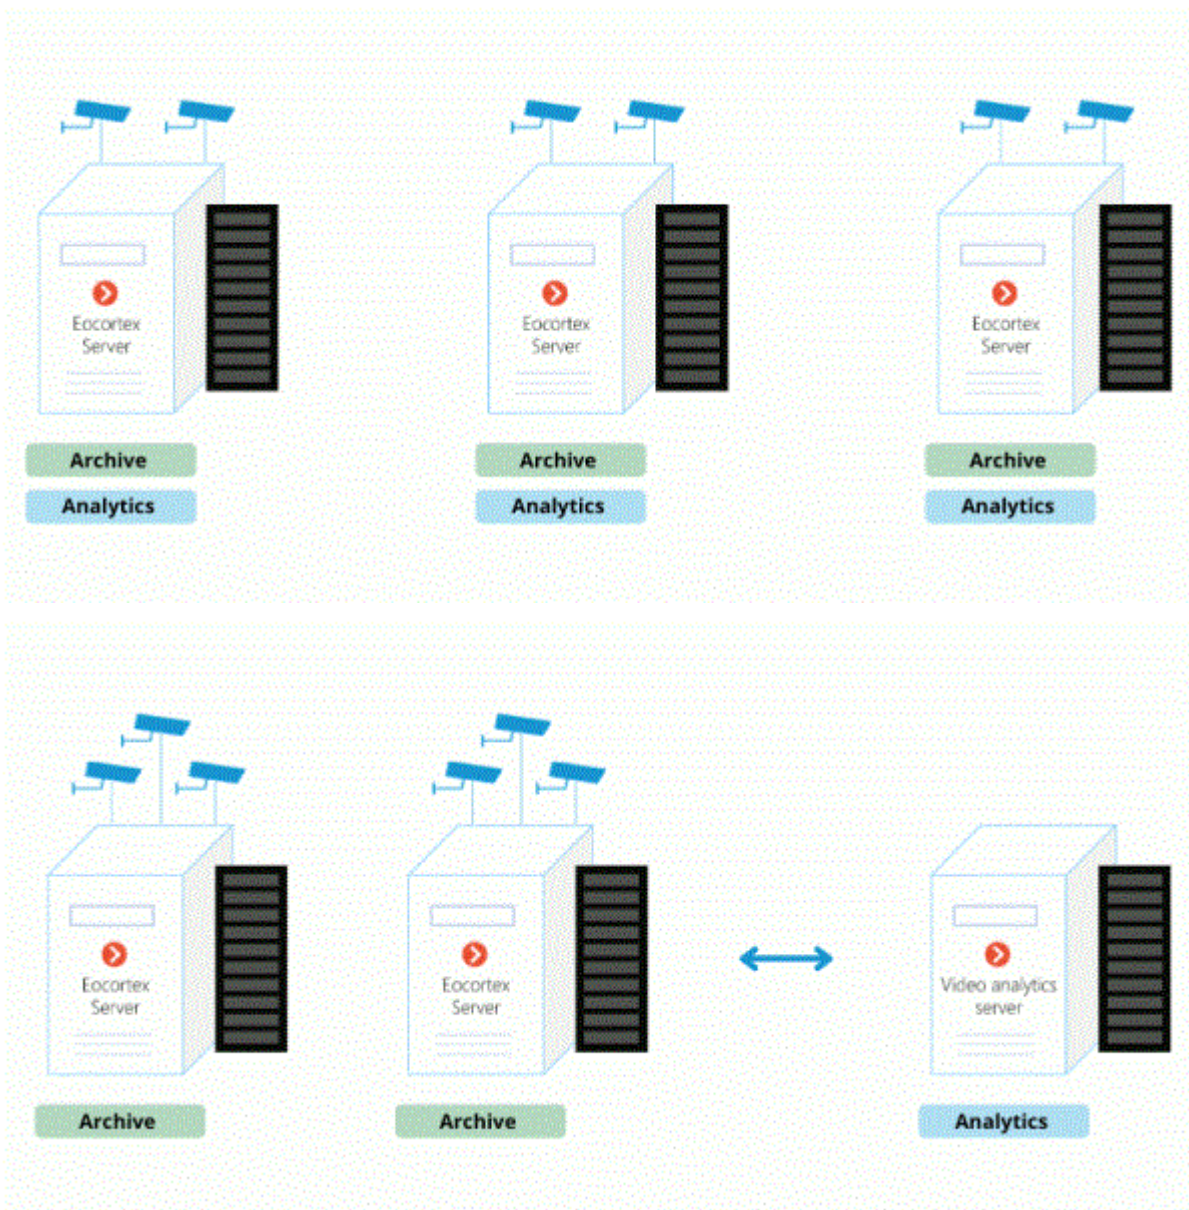 Eocortex
Server
Eocortex
Server
Eocortex
Server
Archive
Archive
Archive
Analytics
Analytics
Analytics
Eocortex
Server
Eocortex
Server
Video analytics
server
Archive
Archive
Analytics